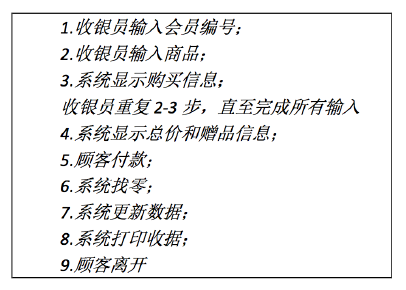 1.收银员输入会员编号；
2.收银员输入商品；
3.系统显示购买信息；
收银员重复 2-3 步，直至完成所有输入
4.系统显示总价和赠品信息；
5.顾客付款；
6.系统找零；
7.系统更新数据；
8.系统打印收据；
9.顾客离开